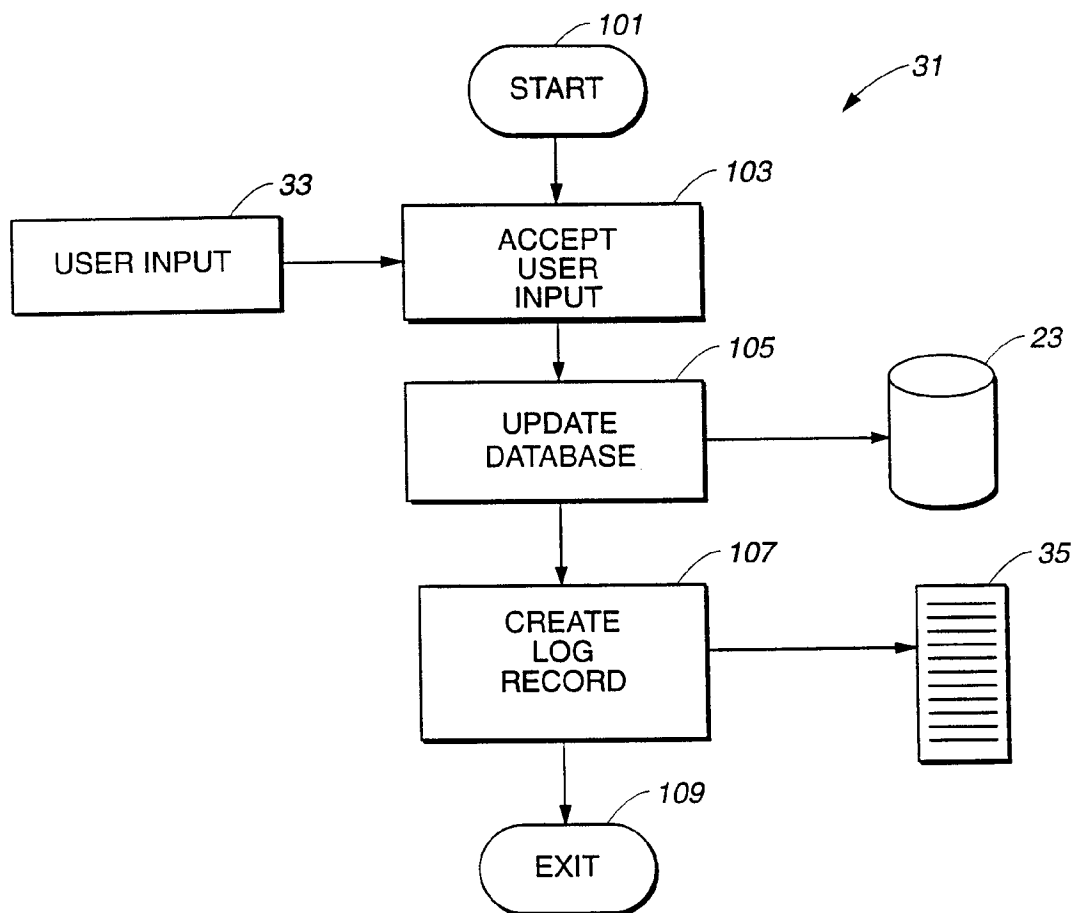 101
START
31
33
103
USER INPUT
ACCEPT
USER
INPUT
105
23
UPDATE
DATABASE
107
35
CREATE
LOG
RECORD
109
EXIT